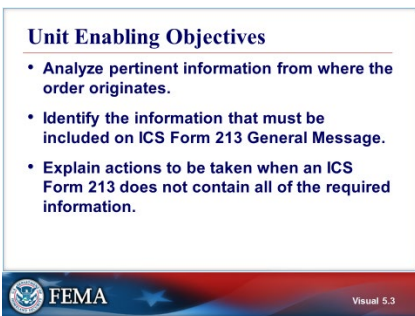 Unit Enabling Objectives
• Analyze pertinent information from where the
order originates.
• Identify the information that must be
included on ICS Form 213 General Message.
• Explain actions to be taken when an ICS
Form 213 does not contain all of the required
information.
FEMA
Visual 5.3